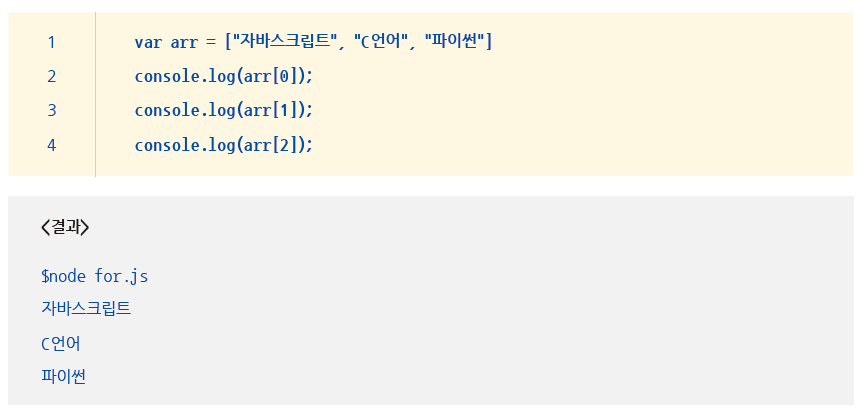 1 var arr = ["자바스크립트", "C언어", "파이썬"]
2 console.log(arr[0]);
3 console.log(arr[1]);
4 console.log(arr[2]);
<결과>
$node for.js
자바스크립트
C언어
파이썬